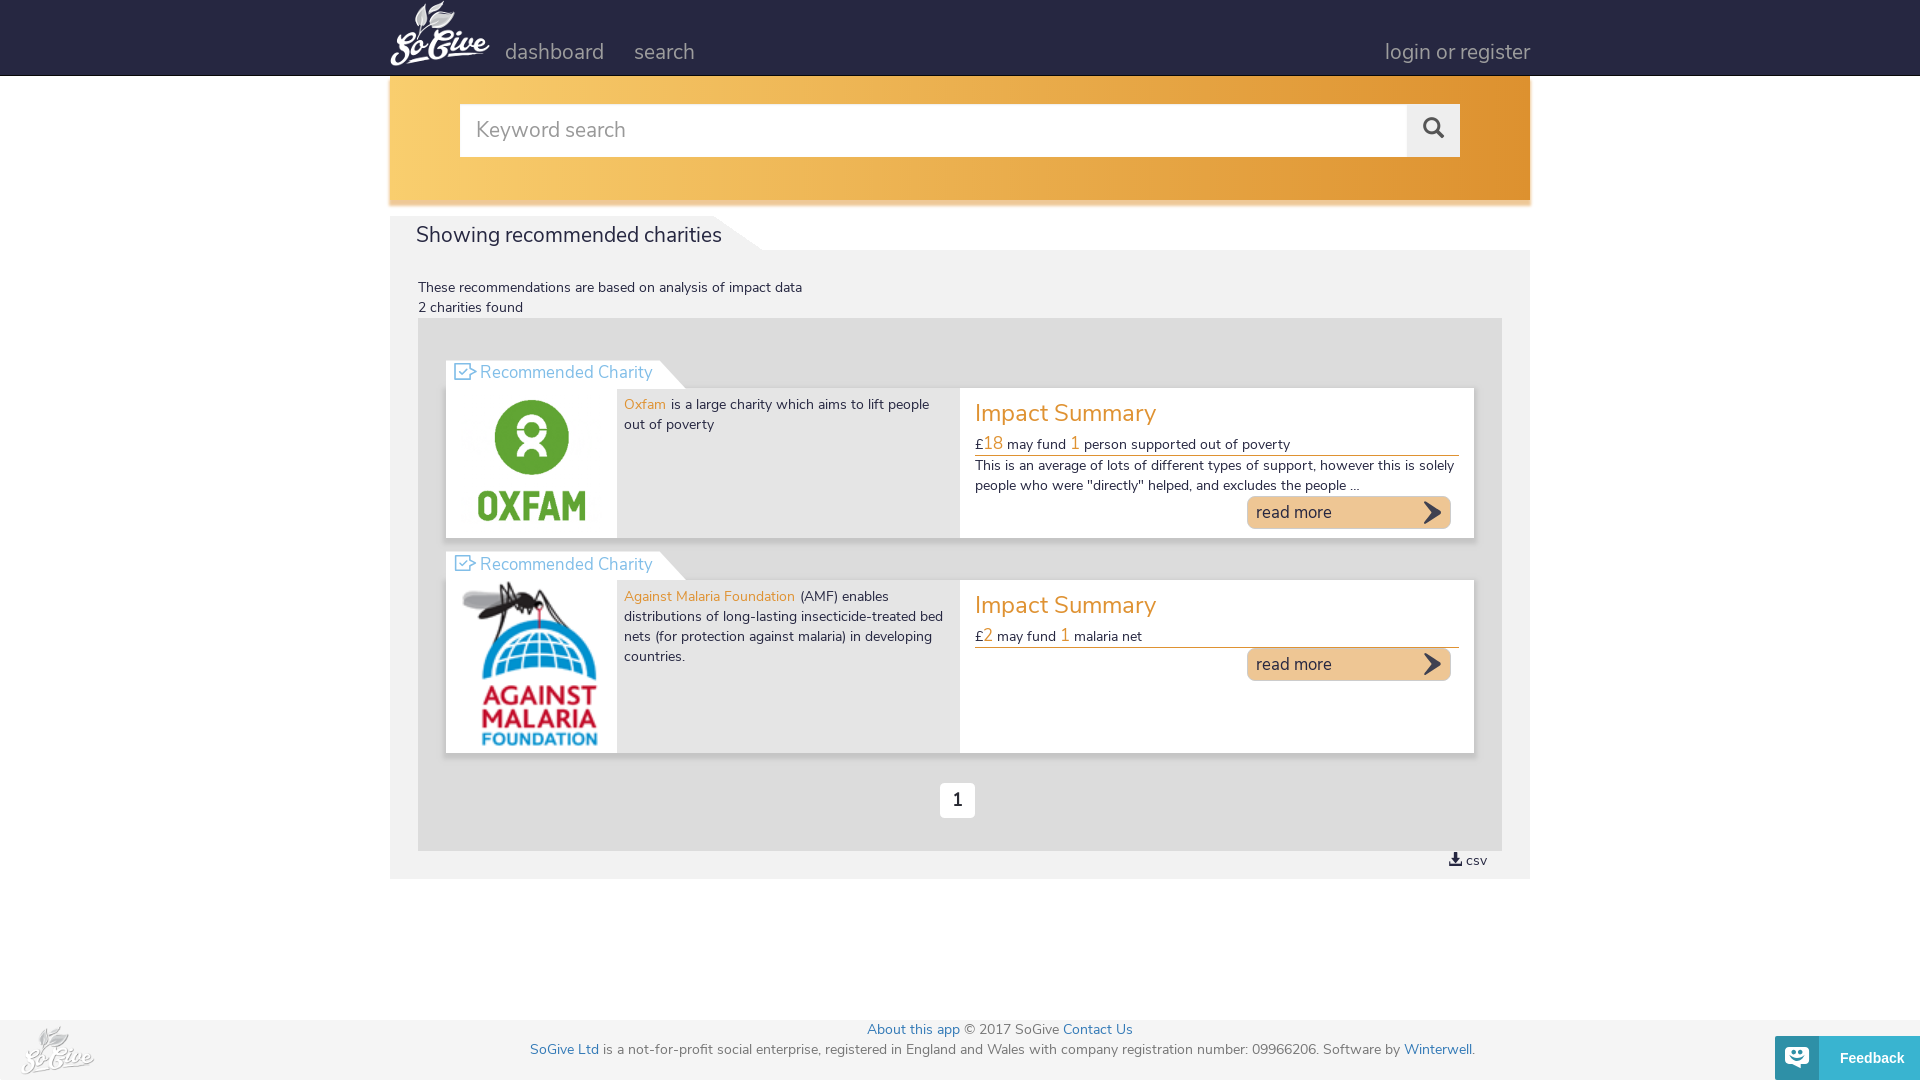 SoGive
dashboard
search
login or register
Keyword search
Showing recommended charities
These recommendations are based on analysis of impact data
2 charities found
Recommended Charity
OXFAM
Oxfam is a large charity which aims to lift people
out of poverty
Impact Summary
£18 may fund 1 person supported out of poverty
This is an average of lots of different types of support, however this is solely
people who were "directly" helped, and excludes the people ...
read more
Recommended Charity
AGAINST
MALARIA
FOUNDATION
Against Malaria Foundation (AMF) enables
distributions of long-lasting insecticide-treated bed
nets (for protection against malaria) in developing
countries.
Impact Summary
£2 may fund 1 malaria net
read more
1
csv
SoGive
About this app © 2017 SoGive Contact Us
SoGive Ltd is a not-for-profit social enterprise, registered in England and Wales with company registration number: 09966206. Software by Winterwell.
Feedback